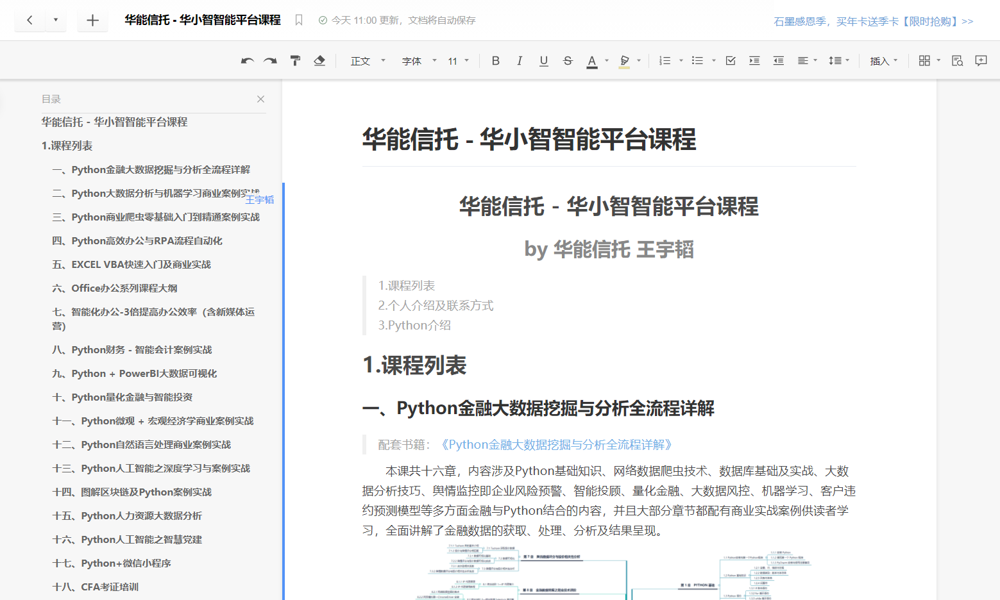 华能信托 - 华小智智能平台课程
今天 11:00 更新，文档将自动保存
石墨感恩季，买年卡送季卡【限时抢购】 >>
正文 字体 11 B I U S A 插入
目录
华能信托 - 华小智智能平台课程
1.课程列表
一、Python金融大数据挖掘与分析全流程详解
二、Python大数据分析与机器学习商业案例实战
王宇韬
三、Python商业爬虫零基础入门到精通案例实战
四、Python高效办公与RPA流程自动化
五、EXCEL VBA快速入门及商业实战
六、Office办公系列课程大纲
七、智能化办公-3倍提高办公效率（含新媒体运
营）
八、Python财务 - 智能会计案例实战
九、Python + PowerBI大数据可视化
十、Python量化金融与智能投资
十一、Python微观 + 宏观经济学商业案例实战
十二、Python自然语言处理商业案例实战
十三、Python人工智能之深度学习与案例实战
十四、图解区块链及Python案例实战
十五、Python人力资源大数据分析
十六、Python人工智能之智慧党建
十七、Python+微信小程序
十八、CFA考证培训
华能信托 - 华小智智能平台课程
华能信托 - 华小智智能平台课程
by 华能信托 王宇韬
1.课程列表
2.个人介绍及联系方式
3.Python介绍
1.课程列表
一、Python金融大数据挖掘与分析全流程详解
配套书籍：《Python金融大数据挖掘与分析全流程详解》
本课共十六章，内容涉及Python基础知识、网络数据爬虫技术、数据库基础及实战、大数
据分析技巧、舆情监控即企业风险预警、智能投顾、量化金融、大数据风控、机器学习、客户违
约预测模型等多方面金融与Python结合的内容，并且大部分章节都配有商业实战案例供读者学
习，全面讲解了金融数据的获取、处理、分析及结果呈现。
第 1 章 PYTHON 基础